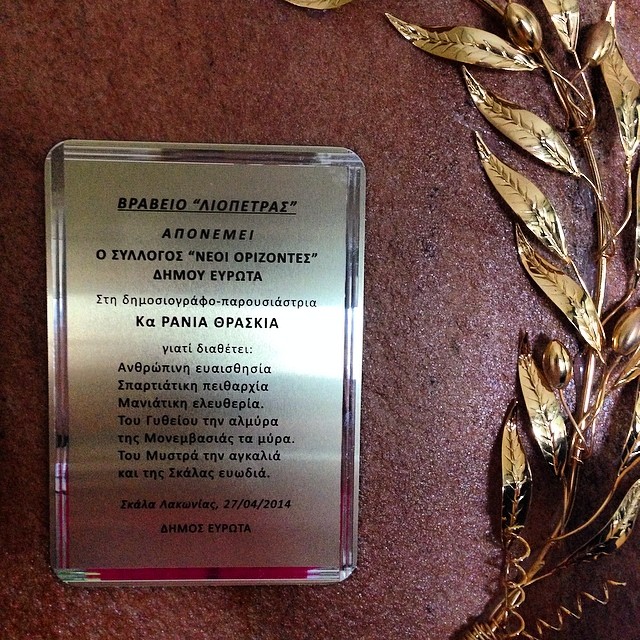 ΒΡΑΒΕΙΟ “ΛΙΟΠΕΤΡΑΣ”
ΑΠΟΝΕΜΕΙ
Ο ΣΥΛΛΟΓΟΣ “ΝΕΟΙ ΟΡΙΖΟΝΤΕΣ”
ΔΗΜΟΥ ΕΥΡΩΤΑ
Στη δημοσιογράφο-παρουσιάστρια
Κα ΡΑΝΙΑ ΘΡΑΣΚΙΑ
γιατί διαθέτει:
Ανθρώπινη ευαισθησία
Σπαρτιάτικη πειθαρχία
Μανιάτικη ελευθερία.
Του Γυθείου την αλμύρα
της Μονεμβασιάς τα μύρα.
Του Μυστρά την αγκαλιά
και της Σκάλας ευωδιά.
Σκάλα Λακωνίας, 27/04/2014
ΔΗΜΟΣ ΕΥΡΩΤΑ